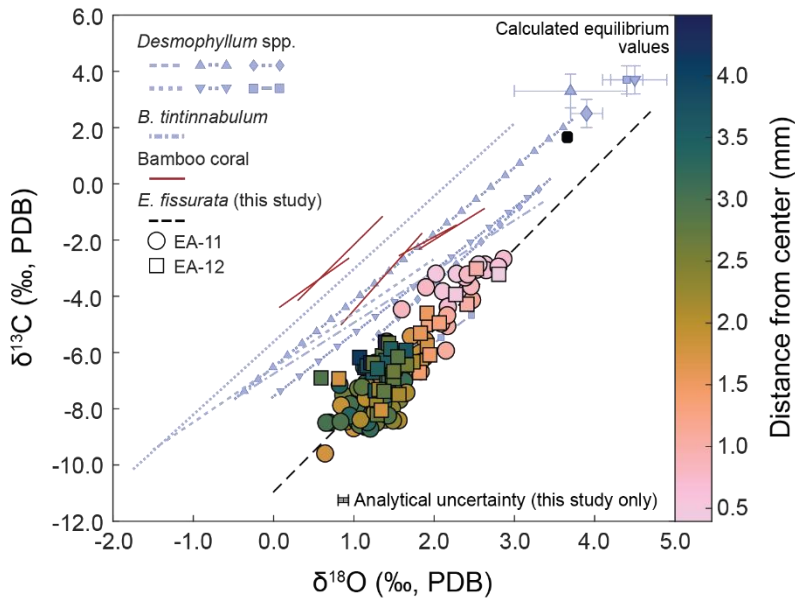 6.0
4.0
2.0
0.0
-2.0
-4.0
-6.0
-8.0
-10.0
-12.0
δ¹³C (‰, PDB)
Desmophyllum spp.
B. tintinnabulum
Bamboo coral
E. fissurata (this study)
EA-11
EA-12
Calculated equilibrium
values
Analytical uncertainty (this study only)
-2.0
-1.0
0.0
1.0
2.0
3.0
4.0
5.0
δ¹⁸O (‰, PDB)
4.0
3.5
3.0
2.5
2.0
1.5
1.0
0.5
Distance from center (mm)